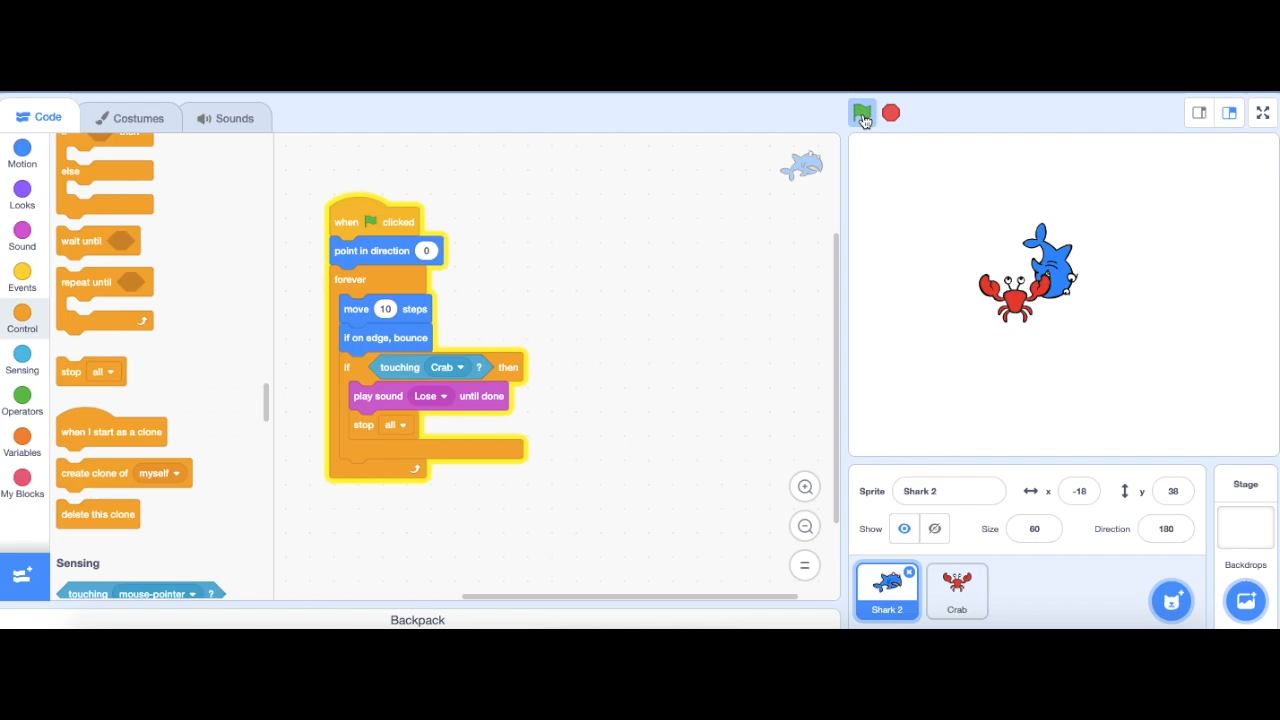 Code
Costumes
Sounds
Motion
Looks
Sound
Events
Control
Sensing
Operators
Variables
My Blocks
then
else
wait until
repeat until
stop all
when I start as a clone
create clone of myself
delete this clone
Sensing
touching mouse-pointer ?
when clicked
point in direction 0
forever
move 10 steps
if on edge, bounce
if touching Crab ? then
play sound Lose until done
stop all
Backpack
Sprite Shark 2 x -18 y 38
Show Size 60 Direction 180
Shark 2
Crab
Stage
Backdrops